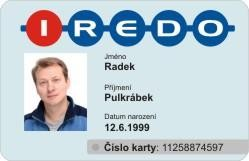 IREDO
Jméno
Radek
Příjmení
Pulkrábek
Datum narození
12.6.1999
Číslo karty: 11258874597